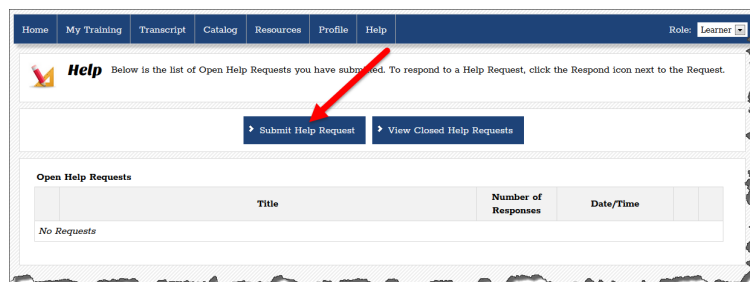 Home My Training Transcript Catalog Resources Profile Help Role: Learner
Help Below is the list of Open Help Requests you have submitted. To respond to a Help Request, click the Respond icon next to the Request.
Submit Help Request View Closed Help Requests
Open Help Requests
Title Number of Responses Date/Time
No Requests